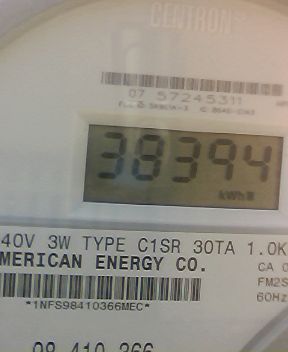 CENTRON
07 57245311
38394
kWh
40V 3W TYPE C1SR 30TA 1.0K
MERICAN ENERGY CO.
CA 0
FM2S
60Hz
*1NFS98410366MEC*
98 410 366